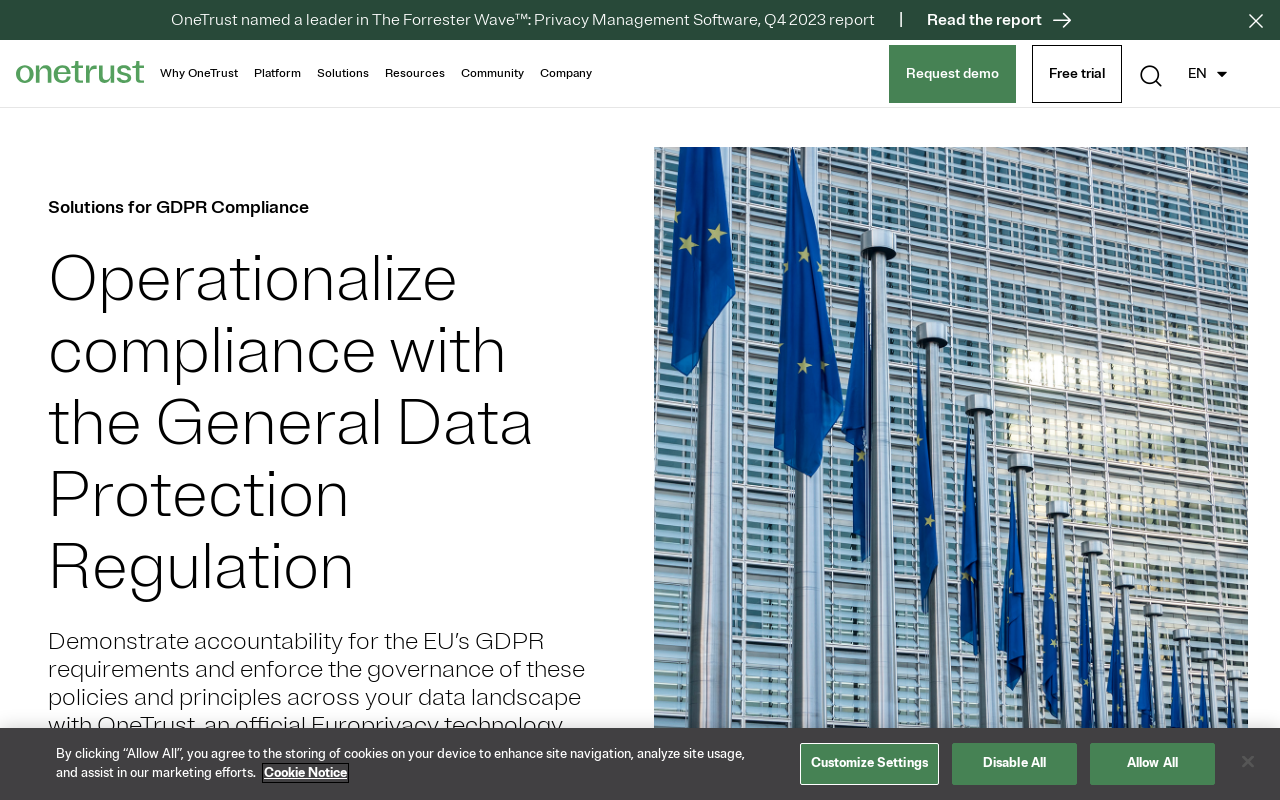 OneTrust named a leader in The Forrester Wave™: Privacy Management Software, Q4 2023 report | Read the report
onetrust Why OneTrust Platform Solutions Resources Community Company Request demo Free trial EN
Solutions for GDPR Compliance
Operationalize
compliance with
the General Data
Protection
Regulation
Demonstrate accountability for the EU’s GDPR
requirements and enforce the governance of these
policies and principles across your data landscape
with OneTrust, an official Europrivacy technology
By clicking “Allow All”, you agree to the storing of cookies on your device to enhance site navigation, analyze site usage,
and assist in our marketing efforts. Cookie Notice
Customize Settings Disable All Allow All